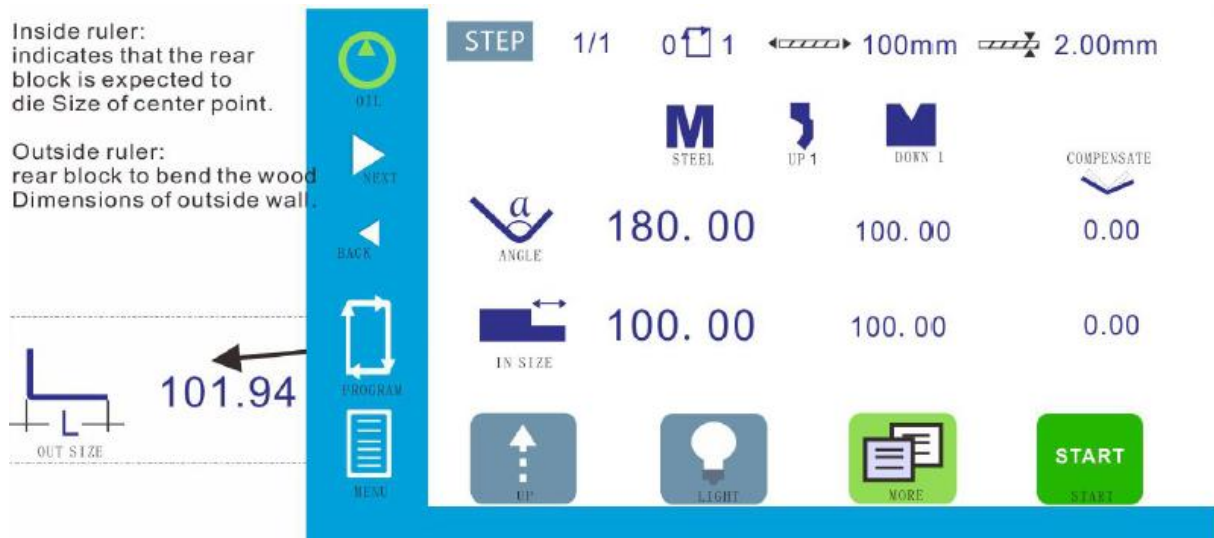 Inside ruler:
indicates that the rear
block is expected to
die Size of center point.
Outside ruler:
rear block to bend the wood
Dimensions of outside wall.
101.94
L
OUT SIZE
OIL
NEXT
BACK
PROGRAM
MENU
STEP 1/1 0 1 100mm 2.00mm
M
STEEL UP 1 DOWN 1
COMPENSATE
a
ANGLE
180.00 100.00 0.00
IN SIZE
100.00 100.00 0.00
UP
LIGHT
MORE
START
START